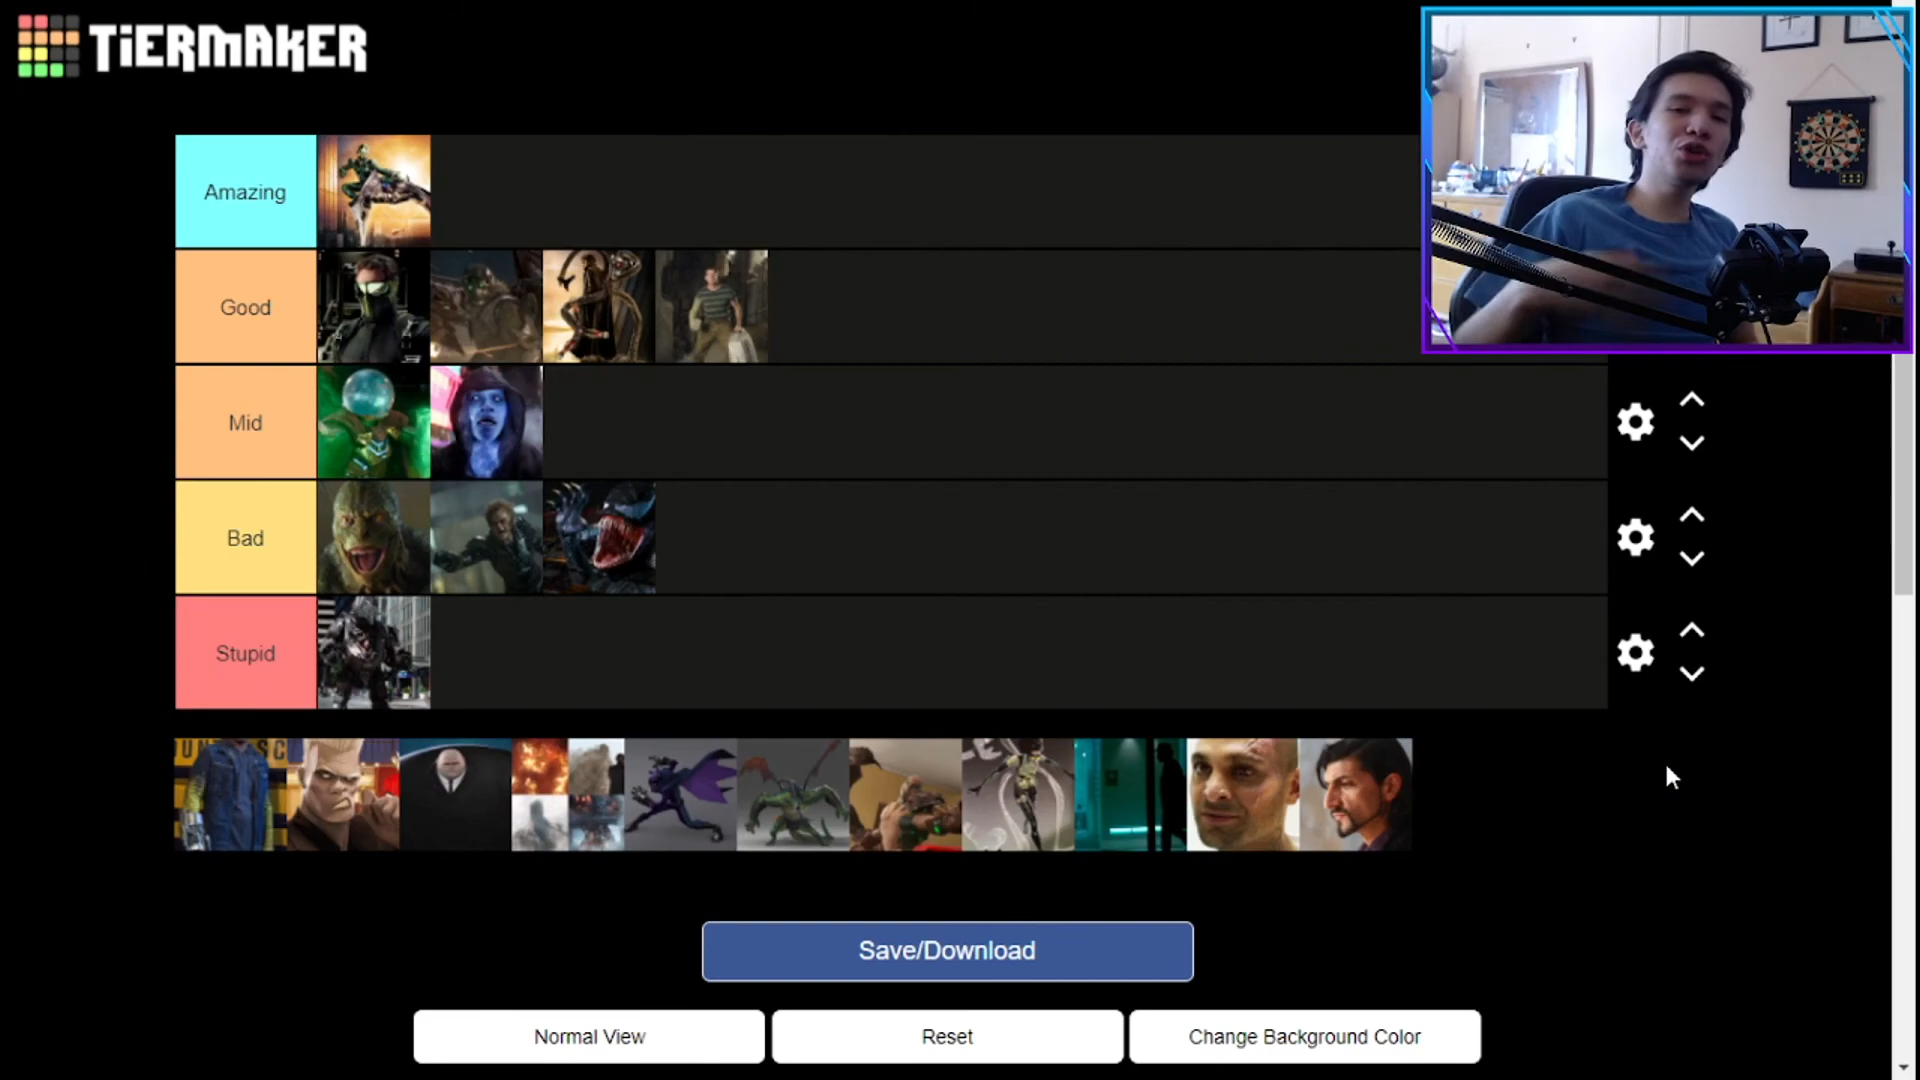 TiERMAKER
Amazing
Good
Mid
Bad
Stupid
Save/Download
Normal View
Reset
Change Background Color